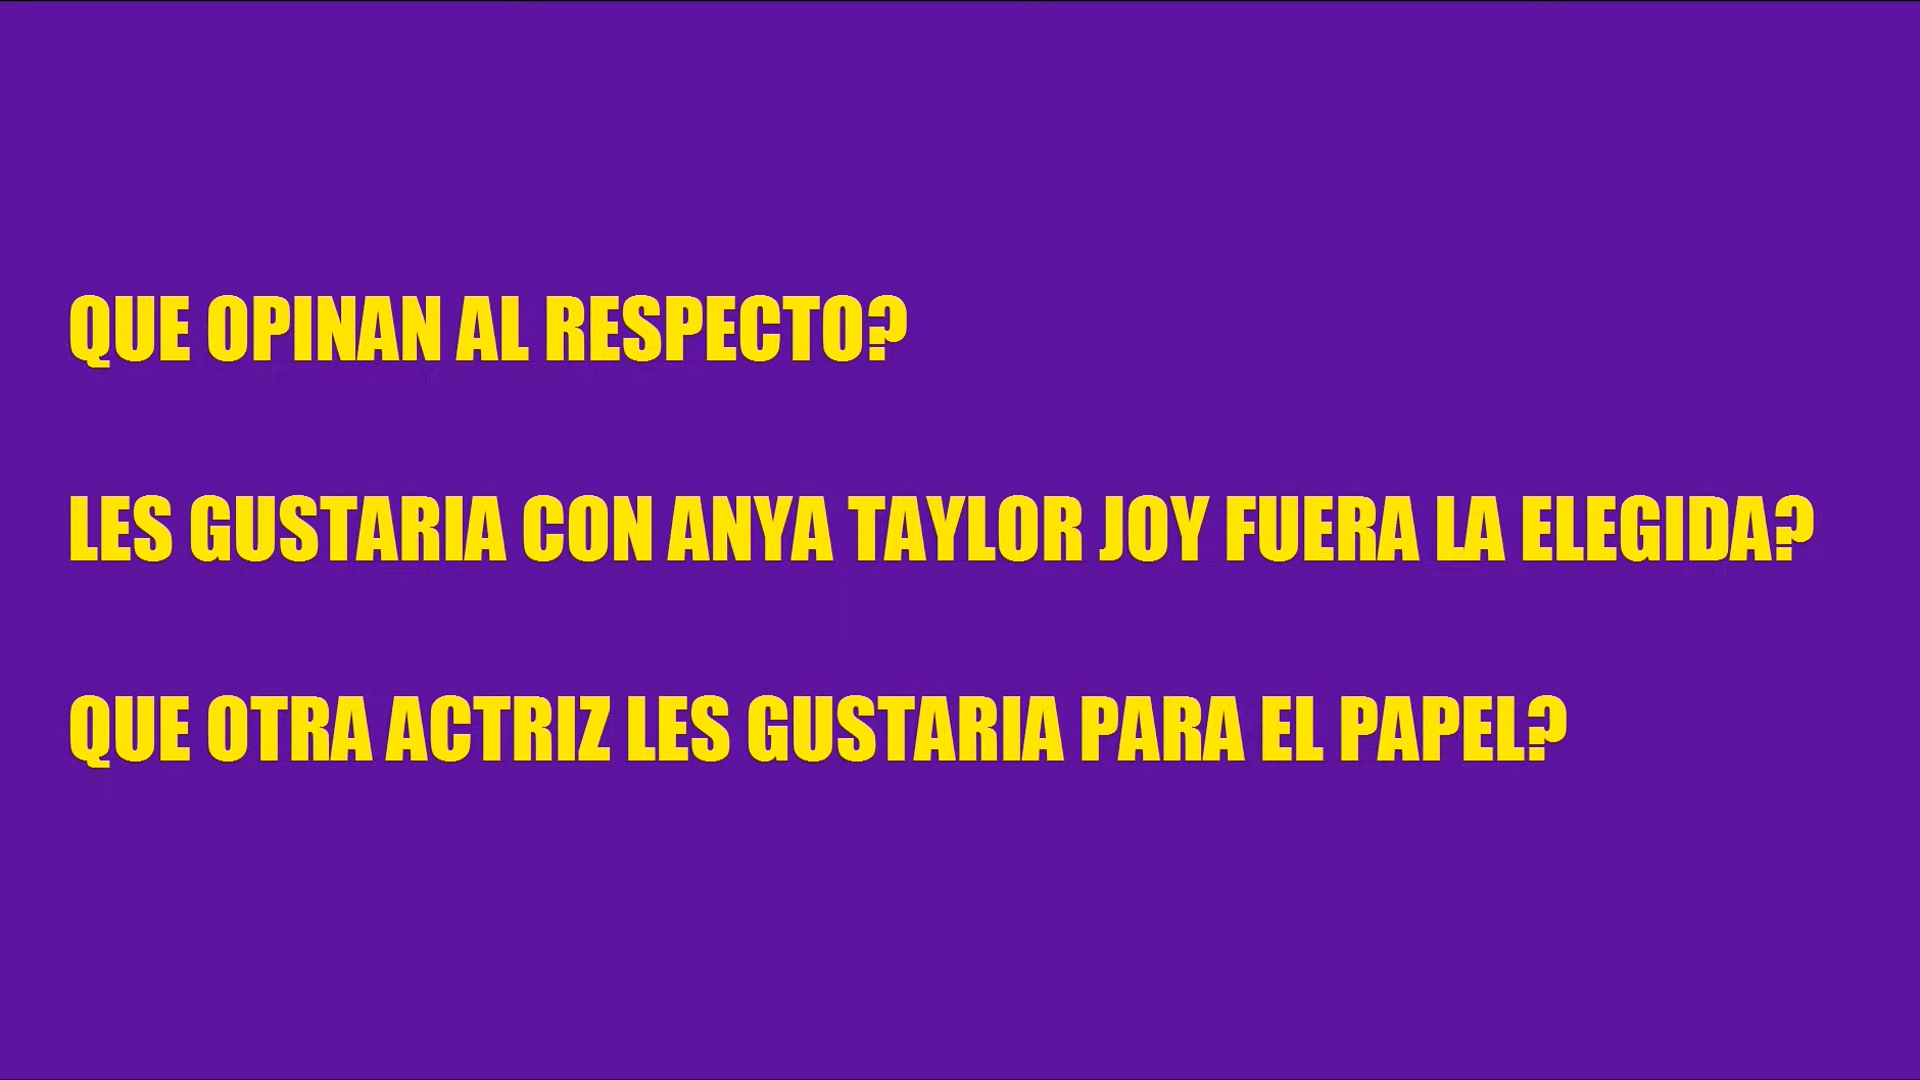 QUE OPINAN AL RESPECTO?
LES GUSTARIA CON ANYA TAYLOR JOY FUERA LA ELEGIDA?
QUE OTRA ACTRIZ LES GUSTARIA PARA EL PAPEL?